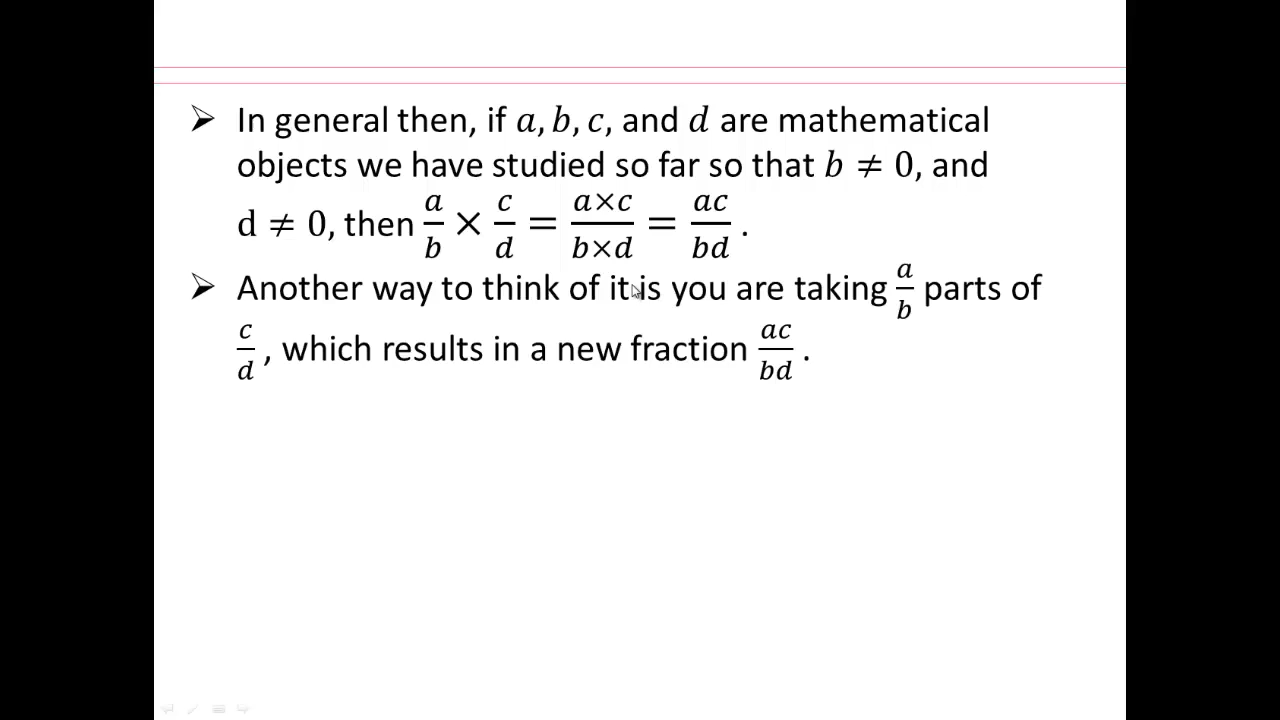 ➢ In general then, if a, b, c, and d are mathematical
objects we have studied so far so that b ≠ 0, and
d ≠ 0, then a/b × c/d = a×c/b×d = ac/bd .
➢ Another way to think of it is you are taking a/b parts of
c/d , which results in a new fraction ac/bd .